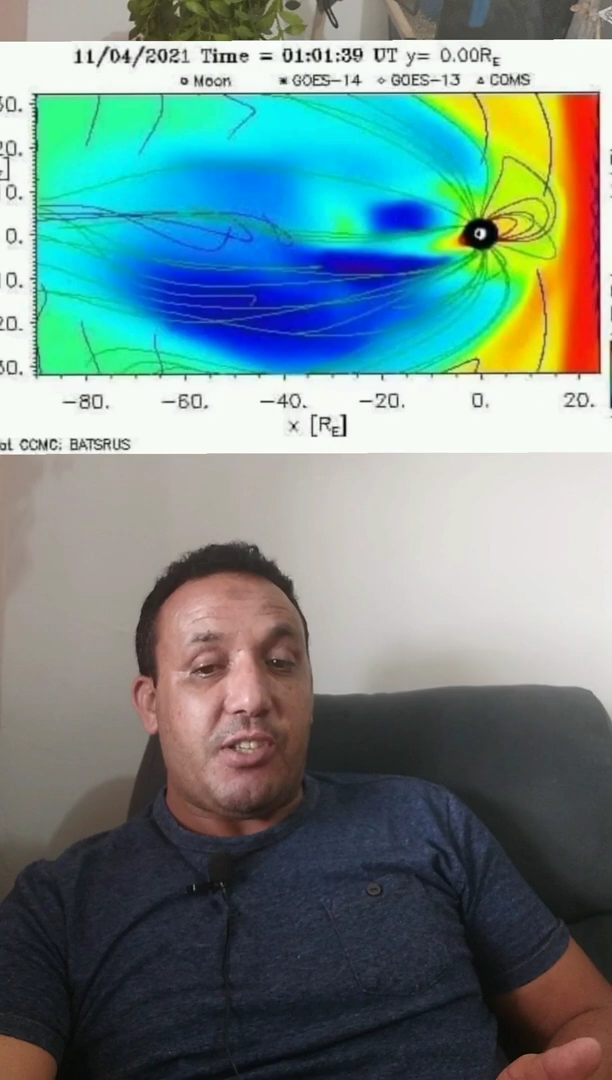 11/04/2021 Time = 01:01:39 UT y= 0.00R_E
Moon GOES-14 GOES-13 COMS
30.
20.
10.
0.
10.
20.
30.
-80. -60. -40. -20. 0. 20.
x [R_E]
CCMC: BATSRUS